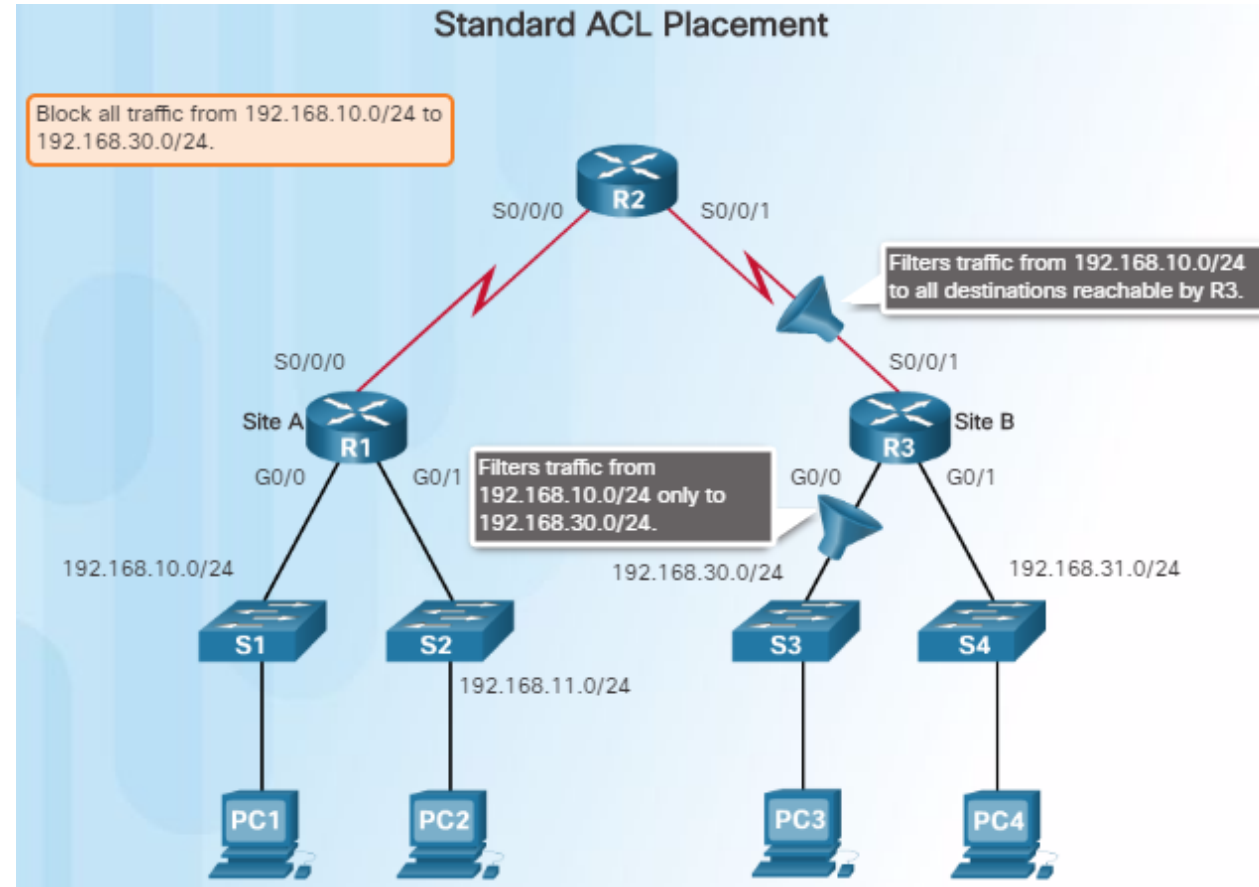 Standard ACL Placement
Block all traffic from 192.168.10.0/24 to
192.168.30.0/24.
R2
S0/0/0
S0/0/1
Filters traffic from 192.168.10.0/24
to all destinations reachable by R3.
S0/0/0
S0/0/1
Site A
R1
R3
Site B
G0/0
G0/1
Filters traffic from
192.168.10.0/24 only to
192.168.30.0/24.
G0/0
G0/1
192.168.10.0/24
192.168.30.0/24
192.168.31.0/24
S1
S2
S3
S4
192.168.11.0/24
PC1
PC2
PC3
PC4